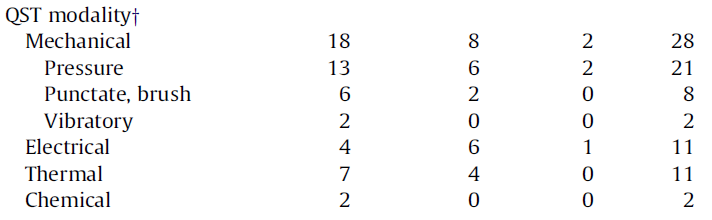 QST modality†
Mechanical 18 8 2 28
Pressure 13 6 2 21
Punctate, brush 6 2 0 8
Vibratory 2 0 0 2
Electrical 4 6 1 11
Thermal 7 4 0 11
Chemical 2 0 0 2